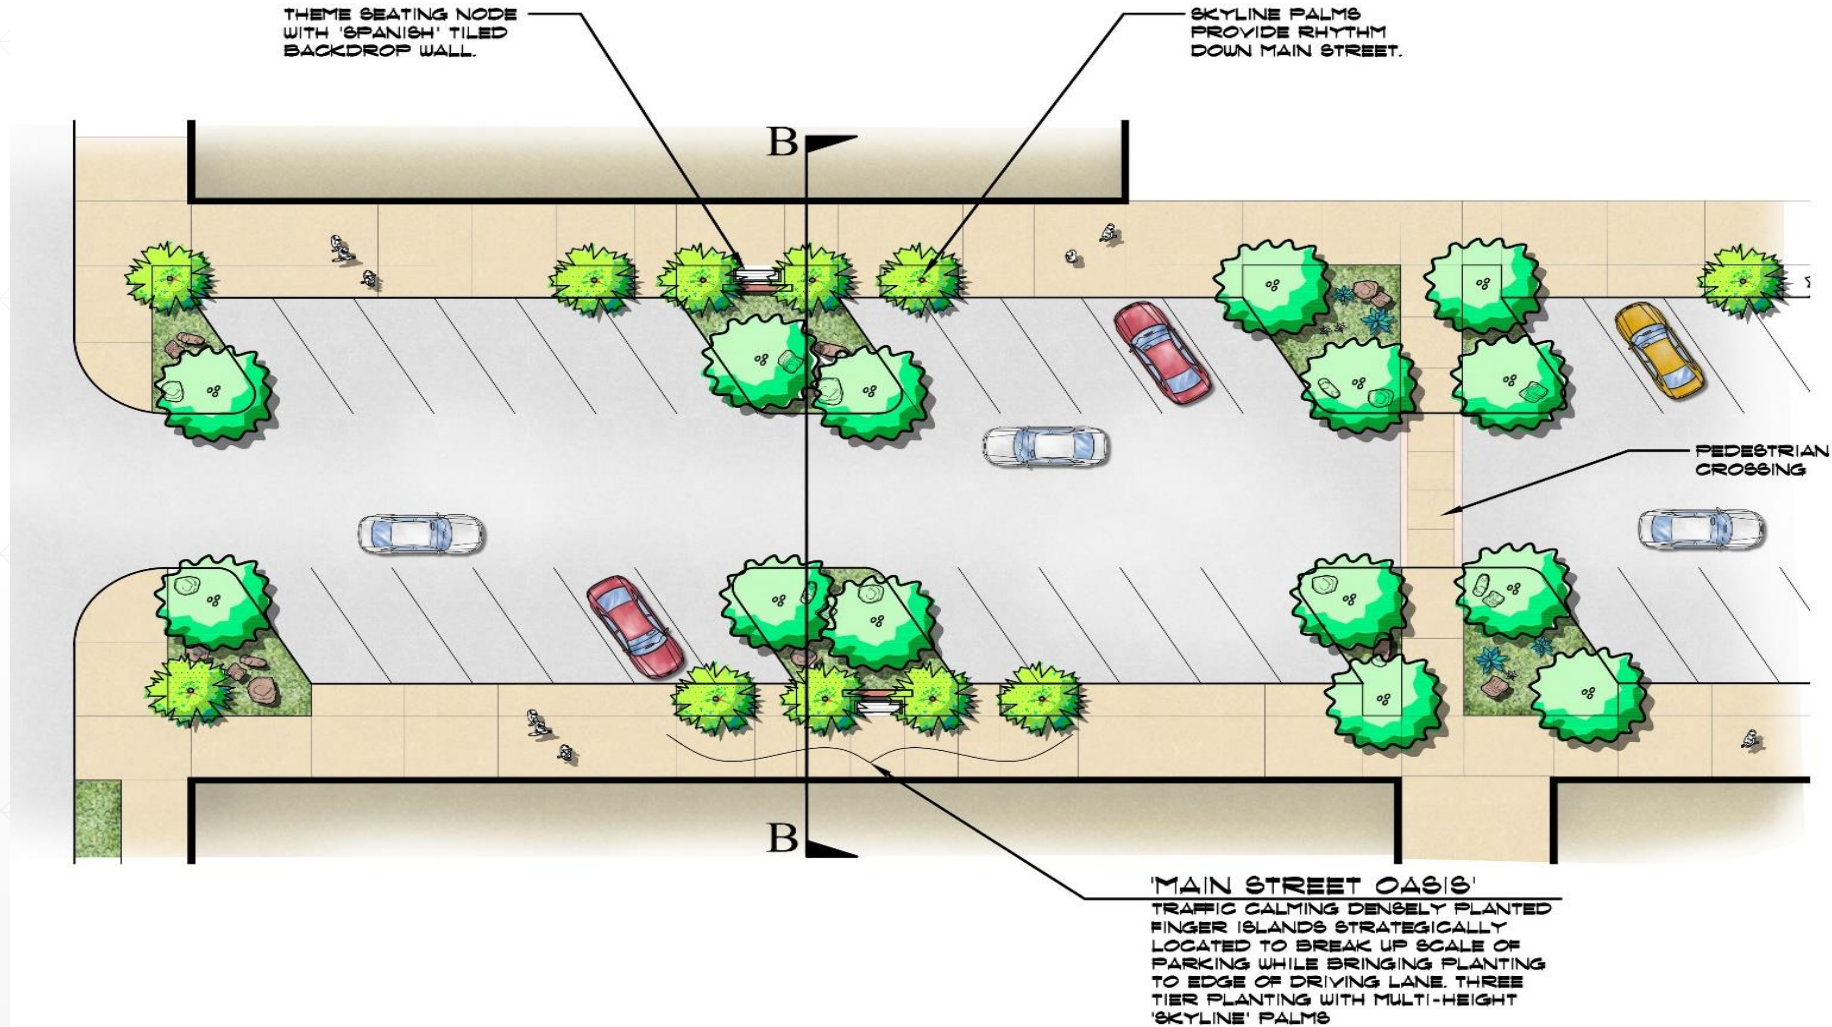 THEME SEATING NODE
WITH 'SPANISH' TILED
BACKDROP WALL.
SKYLINE PALMS
PROVIDE RHYTHM
DOWN MAIN STREET.
B
PEDESTRIAN
CROSSING
B
'MAIN STREET OASIS'
TRAFFIC CALMING DENSELY PLANTED
FINGER ISLANDS STRATEGICALLY
LOCATED TO BREAK UP SCALE OF
PARKING WHILE BRINGING PLANTING
TO EDGE OF DRIVING LANE. THREE
TIER PLANTING WITH MULTI-HEIGHT
'SKYLINE' PALMS